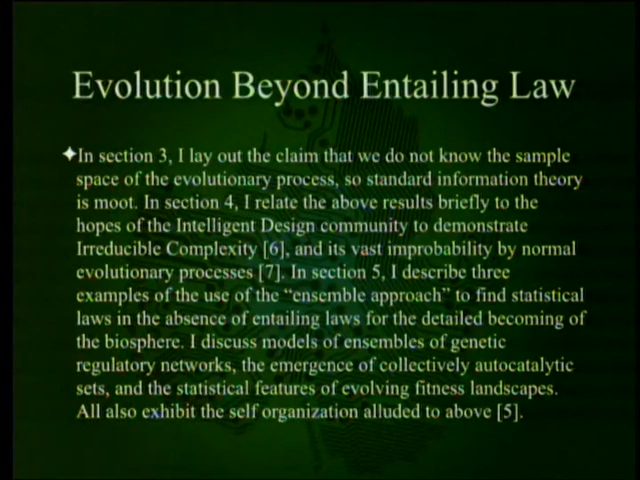 Evolution Beyond Entailing Law
In section 3, I lay out the claim that we do not know the sample
space of the evolutionary process, so standard information theory
is moot. In section 4, I relate the above results briefly to the
hopes of the Intelligent Design community to demonstrate
Irreducible Complexity [6], and its vast improbability by normal
evolutionary processes [7]. In section 5, I describe three
examples of the use of the “ensemble approach” to find statistical
laws in the absence of entailing laws for the detailed becoming of
the biosphere. I discuss models of ensembles of genetic
regulatory networks, the emergence of collectively autocatalytic
sets, and the statistical features of evolving fitness landscapes.
All also exhibit the self organization alluded to above [5].